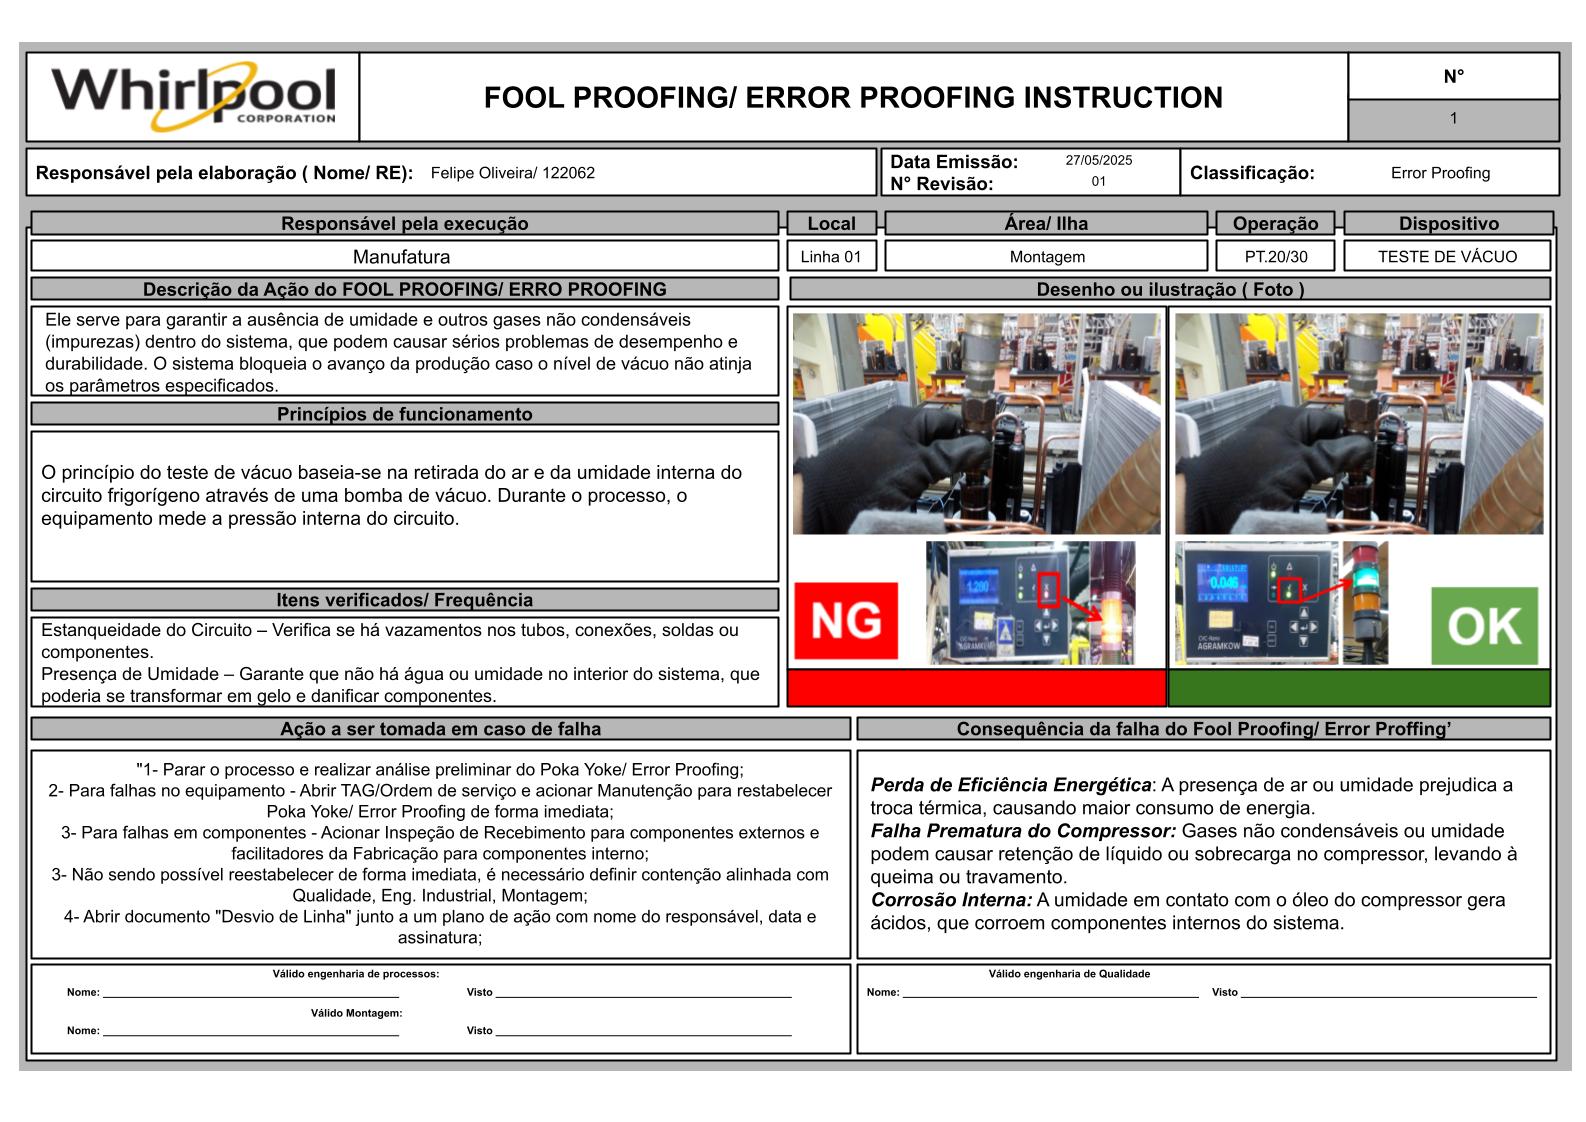 Whirlpool
CORPORATION
FOOL PROOFING/ ERROR PROOFING INSTRUCTION
N°
1
Responsável pela elaboração ( Nome/ RE): Felipe Oliveira/ 122062
Data Emissão: 27/05/2025
N° Revisão: 01
Classificação: Error Proofing
Responsável pela execução
Local
Área/ Ilha
Operação
Dispositivo
Manufatura
Linha 01
Montagem
PT.20/30
TESTE DE VÁCUO
Descrição da Ação do FOOL PROOFING/ ERRO PROOFING
Ele serve para garantir a ausência de umidade e outros gases não condensáveis
(impurezas) dentro do sistema, que podem causar sérios problemas de desempenho e
durabilidade. O sistema bloqueia o avanço da produção caso o nível de vácuo não atinja
os parâmetros especificados.
Princípios de funcionamento
O princípio do teste de vácuo baseia-se na retirada do ar e da umidade interna do
circuito frigorígeno através de uma bomba de vácuo. Durante o processo, o
equipamento mede a pressão interna do circuito.
Itens verificados/ Frequência
Estanqueidade do Circuito – Verifica se há vazamentos nos tubos, conexões, soldas ou
componentes.
Presença de Umidade – Garante que não há água ou umidade no interior do sistema, que
poderia se transformar em gelo e danificar componentes.
Desenho ou ilustração ( Foto )
NG
1.200
AGRAMKOW
0.046
AGRAMKOW
OK
Ação a ser tomada em caso de falha
"1- Parar o processo e realizar análise preliminar do Poka Yoke/ Error Proofing;
2- Para falhas no equipamento - Abrir TAG/Ordem de serviço e acionar Manutenção para restabelecer
Poka Yoke/ Error Proofing de forma imediata;
3- Para falhas em componentes - Acionar Inspeção de Recebimento para componentes externos e
facilitadores da Fabricação para componentes interno;
3- Não sendo possível reestabelecer de forma imediata, é necessário definir contenção alinhada com
Qualidade, Eng. Industrial, Montagem;
4- Abrir documento "Desvio de Linha" junto a um plano de ação com nome do responsável, data e
assinatura;
Consequência da falha do Fool Proofing/ Error Proffing’
Perda de Eficiência Energética: A presença de ar ou umidade prejudica a
troca térmica, causando maior consumo de energia.
Falha Prematura do Compressor: Gases não condensáveis ou umidade
podem causar retenção de líquido ou sobrecarga no compressor, levando à
queima ou travamento.
Corrosão Interna: A umidade em contato com o óleo do compressor gera
ácidos, que corroem componentes internos do sistema.
Válido engenharia de processos:
Nome: Visto
Válido Montagem:
Nome: Visto
Válido engenharia de Qualidade
Nome: Visto